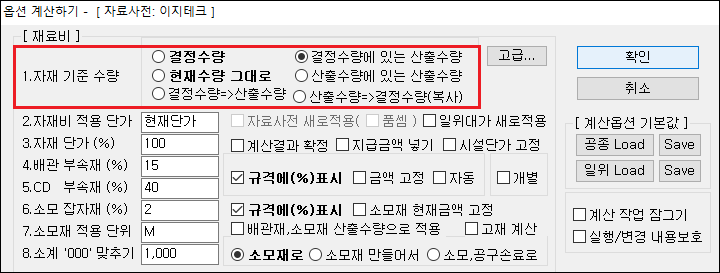 옵션 계산하기 - [ 자료사전: 이지테크 ]
[ 재료비 ]
1.자재 기준 수량
결정수량 결정수량에 있는 산출수량
현재수량 그대로 산출수량에 있는 산출수량
결정수량=>산출수량 산출수량=>결정수량(복사)
고급...
확인
취소
2.자재비 적용 단가 현재단가 자료사전 새로적용( 품셈 ) 일위대가 새로적용
3.자재 단가 (%) 100 계산결과 확정 지급금액 넣기 시설단가 고정
4.배관 부속재 (%) 15
5.CD 부속재 (%) 40
규격에(%)표시 금액 고정 자동 개별
6.소모 잡자재 (%) 2 규격에(%)표시 소모재 현재금액 고정
7.소모재 적용 단위 M 배관재,소모재 산출수량으로 적용 고재 계산
8.소계 '000' 맞추기 1,000 소모재로 소모재 만들어서 소모,공구손료로
[ 계산옵션 기본값 ]
공종 Load Save
일위 Load Save
계산 작업 잠그기
실행/변경 내용보호